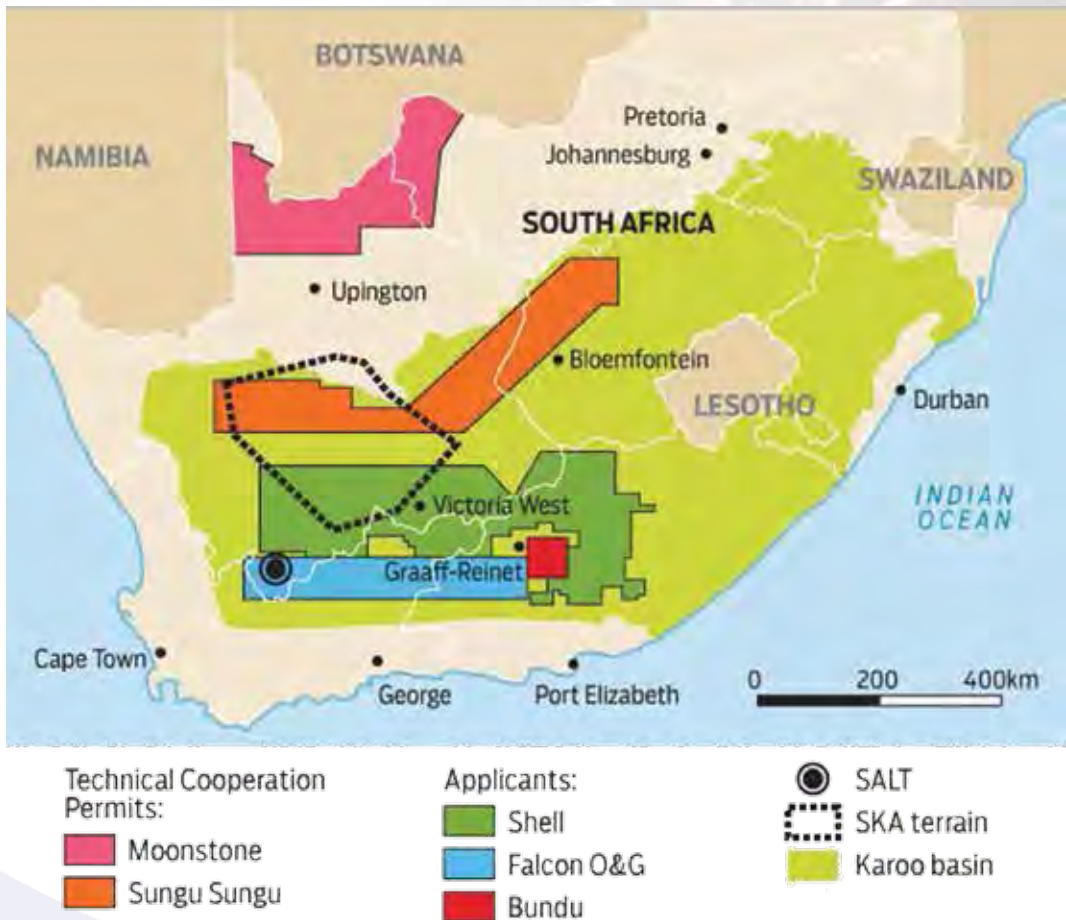 BOTSWANA
NAMIBIA
Pretoria
Johannesburg
SWAZILAND
SOUTH AFRICA
Upington
Bloemfontein
LESOTHO
Durban
Victoria West
INDIAN
OCEAN
Graaff-Reinet
Cape Town
George
Port Elizabeth
0 200 400km
Technical Cooperation
Permits:
Moonstone
Sungu Sungu
Applicants:
Shell
Falcon O&G
Bundu
SALT
SKA terrain
Karoo basin